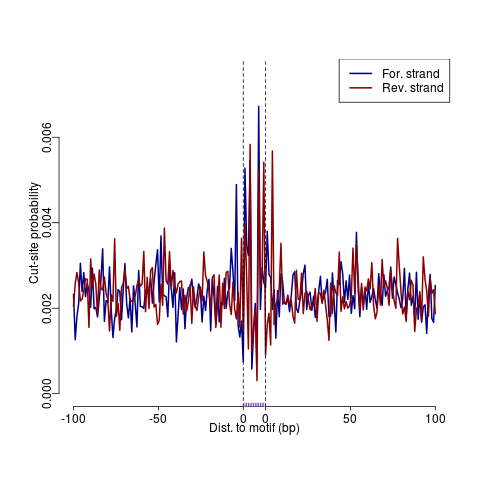 For. strand
Rev. strand
Cut-site probability
0.006
0.004
0.002
0.000
-100 -50 0 0 50 100
Dist. to motif (bp)